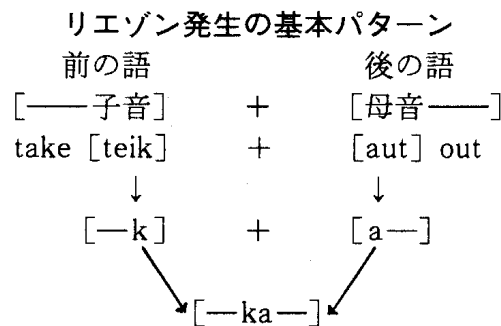 リエゾン発生の基本パターン
前の語 後の語
[——子音] + [母音——]
take [teik] + [aut] out
↓ ↓
[—k] + [a—]
[—ka—]